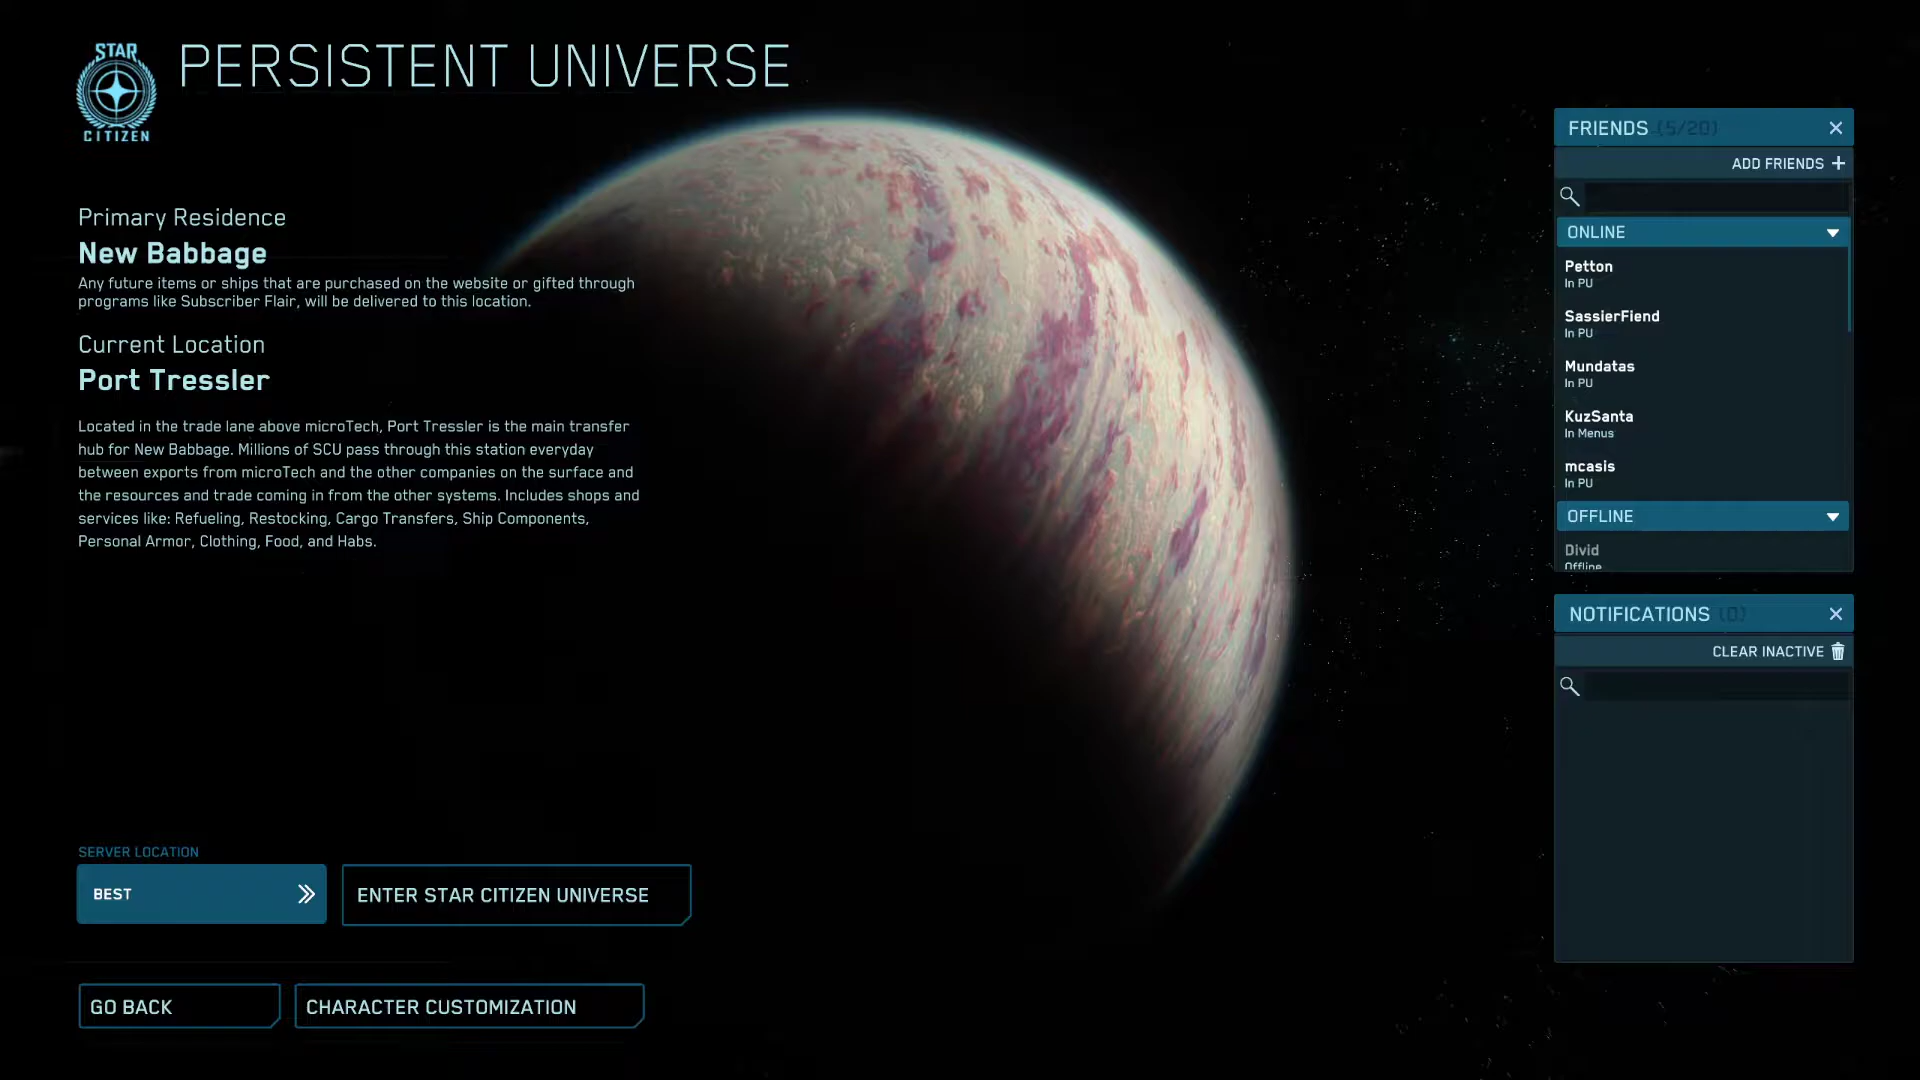 STAR
CITIZEN
PERSISTENT UNIVERSE
Primary Residence
New Babbage
Any future items or ships that are purchased on the website or gifted through
programs like Subscriber Flair, will be delivered to this location.
Current Location
Port Tressler
Located in the trade lane above microTech, Port Tressler is the main transfer
hub for New Babbage. Millions of SCU pass through this station everyday
between exports from microTech and the other companies on the surface and
the resources and trade coming in from the other systems. Includes shops and
services like: Refueling, Restocking, Cargo Transfers, Ship Components,
Personal Armor, Clothing, Food, and Habs.
SERVER LOCATION
BEST
ENTER STAR CITIZEN UNIVERSE
GO BACK
CHARACTER CUSTOMIZATION
FRIENDS (5/20)
ADD FRIENDS
ONLINE
Petton
In PU
SassierFiend
In PU
Mundatas
In PU
KuzSanta
In Menus
mcasis
In PU
OFFLINE
Divid
Offline
NOTIFICATIONS (0)
CLEAR INACTIVE